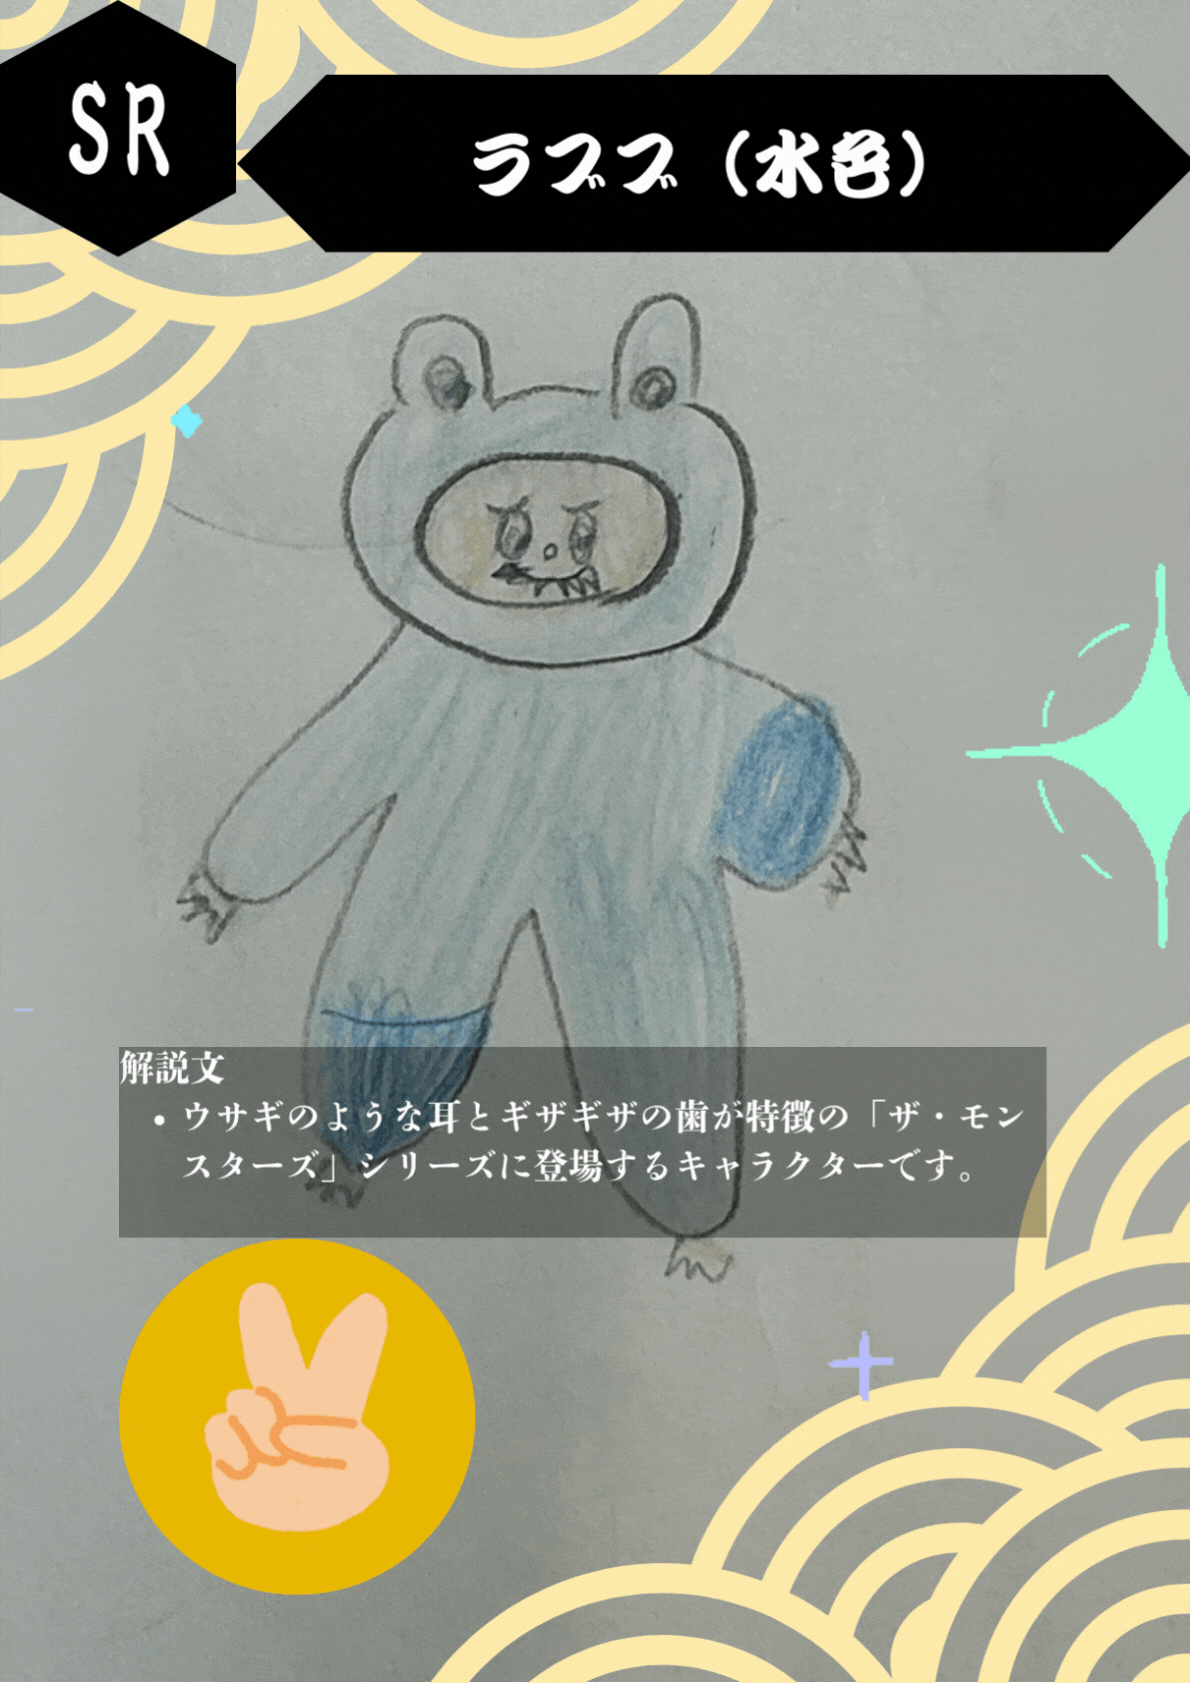 SR
ラブブ（水色）
解説文
• ウサギのような耳とギザギザの歯が特徴の「ザ・モン
スターズ」シリーズに登場するキャラクターです。